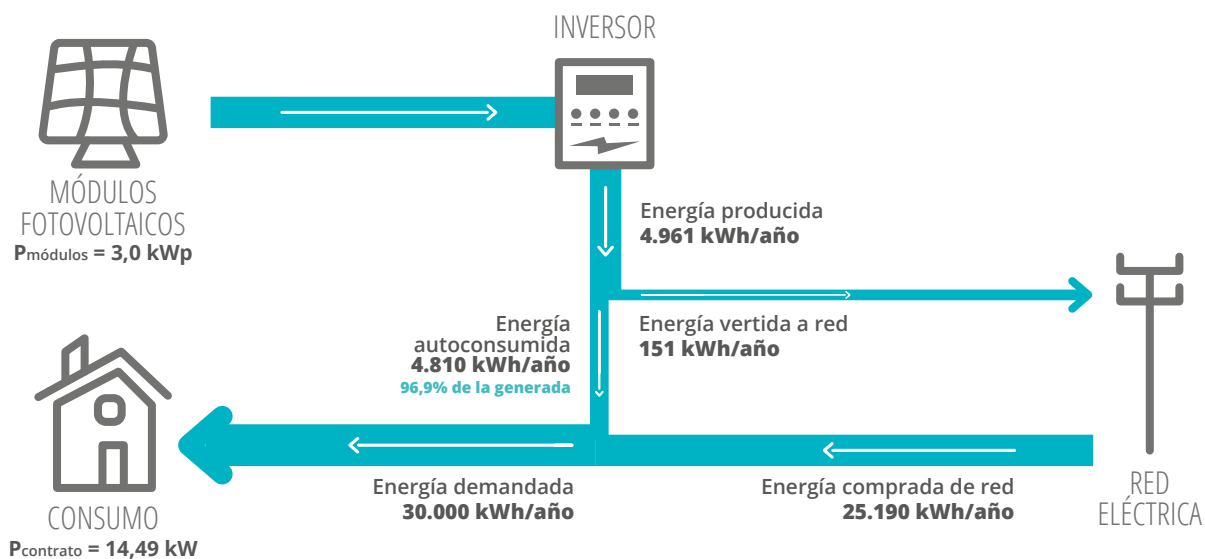 INVERSOR
MÓDULOS
FOTOVOLTAICOS
Pmódulos = 3,0 kWp
Energía producida
4.961 kWh/año
Energía
autoconsumida
4.810 kWh/año
96,9% de la generada
Energía vertida a red
151 kWh/año
Energía demandada
30.000 kWh/año
Energía comprada de red
25.190 kWh/año
RED
ELÉCTRICA
CONSUMO
Pcontrato = 14,49 kW